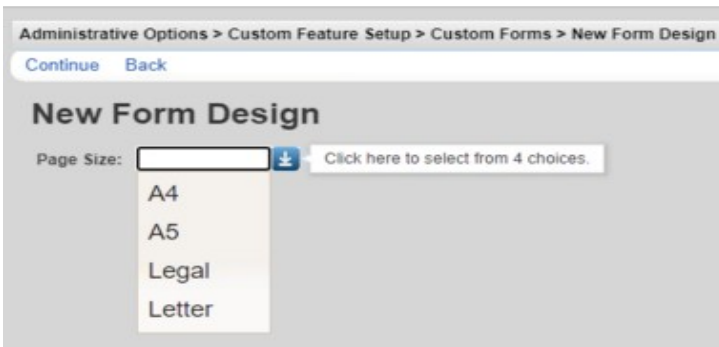 Administrative Options > Custom Feature Setup > Custom Forms > New Form Design
Continue Back
New Form Design
Page Size: Click here to select from 4 choices.
A4
A5
Legal
Letter